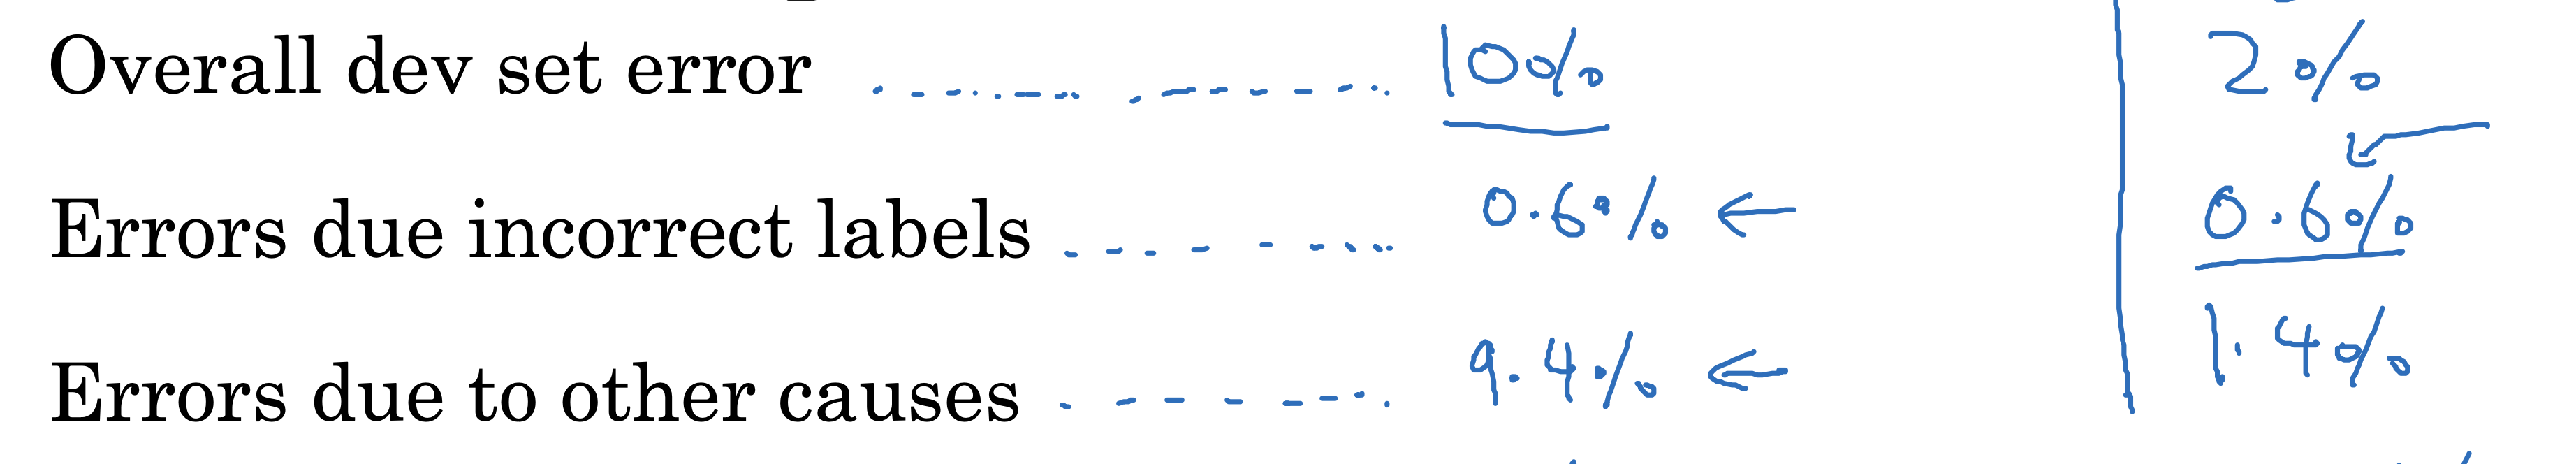 Overall dev set error 10% 2%
Errors due incorrect labels 0.6% 0.6%
Errors due to other causes 9.4% 1.4%